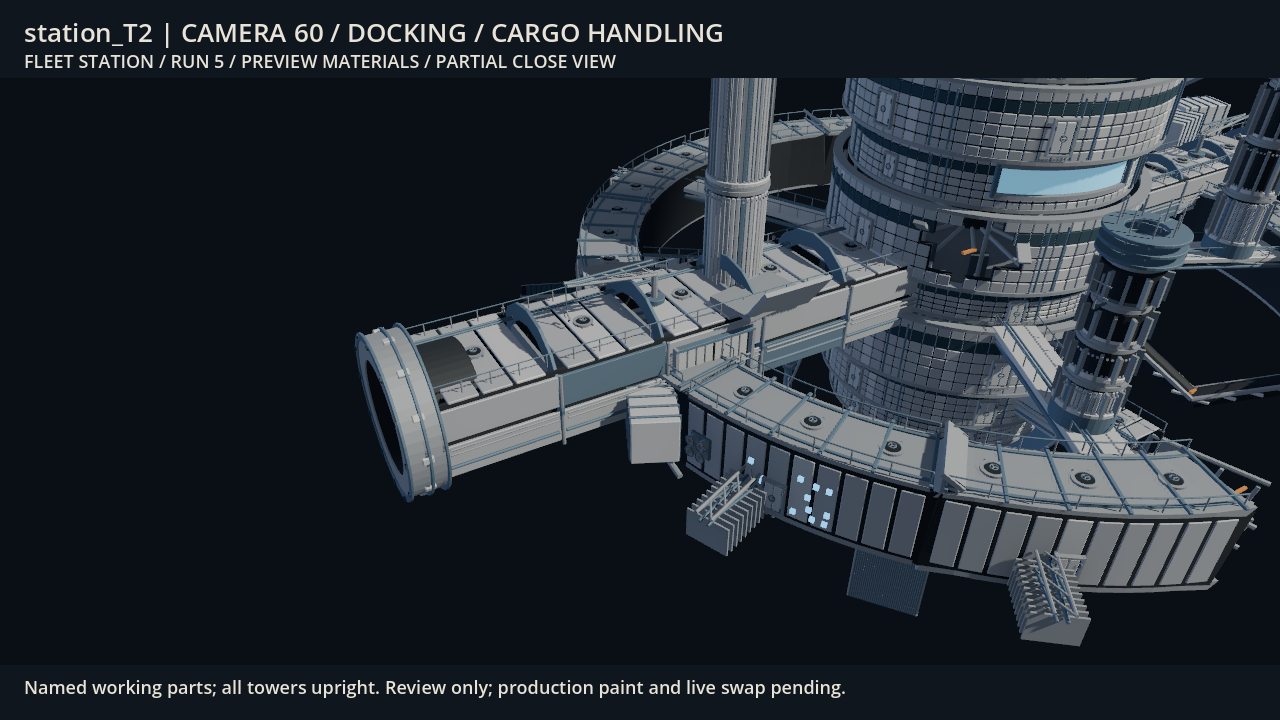 station_T2 | CAMERA 60 / DOCKING / CARGO HANDLING
FLEET STATION / RUN 5 / PREVIEW MATERIALS / PARTIAL CLOSE VIEW
Named working parts; all towers upright. Review only; production paint and live swap pending.